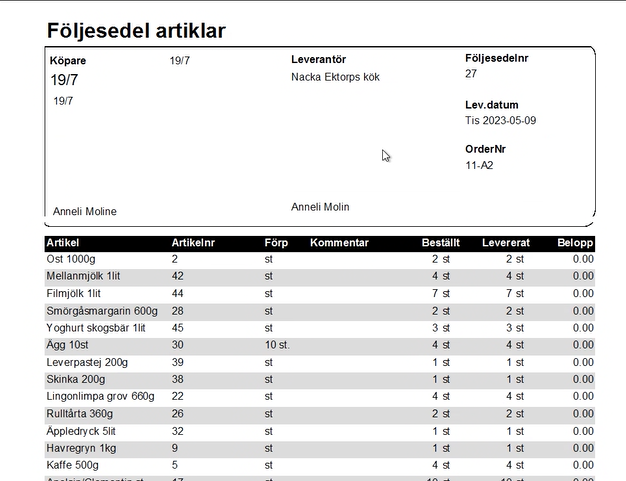 Följesedel artiklar
Köpare 19/7 Leverantör Följesedelnr
19/7 Nacka Ektorps kök 27
19/7
Lev.datum
Tis 2023-05-09
OrderNr
11-A2
Anneli Moline Anneli Molin
Artikel Artikelnr Förp Kommentar Beställt Levererat Belopp
Ost 1000g 2 st 2 st 2 st 0.00
Mellanmjölk 1lit 42 st 4 st 4 st 0.00
Filmjölk 1lit 44 st 7 st 7 st 0.00
Smörgåsmargarin 600g 28 st 2 st 2 st 0.00
Yoghurt skogsbär 1lit 45 st 3 st 3 st 0.00
Ägg 10st 30 10 st. 4 st 4 st 0.00
Leverpastej 200g 39 st 1 st 1 st 0.00
Skinka 200g 38 st 1 st 1 st 0.00
Lingonlimpa grov 660g 22 st 4 st 4 st 0.00
Rulltårta 360g 26 st 2 st 2 st 0.00
Äppledryck 5lit 32 st 1 st 1 st 0.00
Havregryn 1kg 9 st 1 st 1 st 0.00
Kaffe 500g 5 st 4 st 4 st 0.00